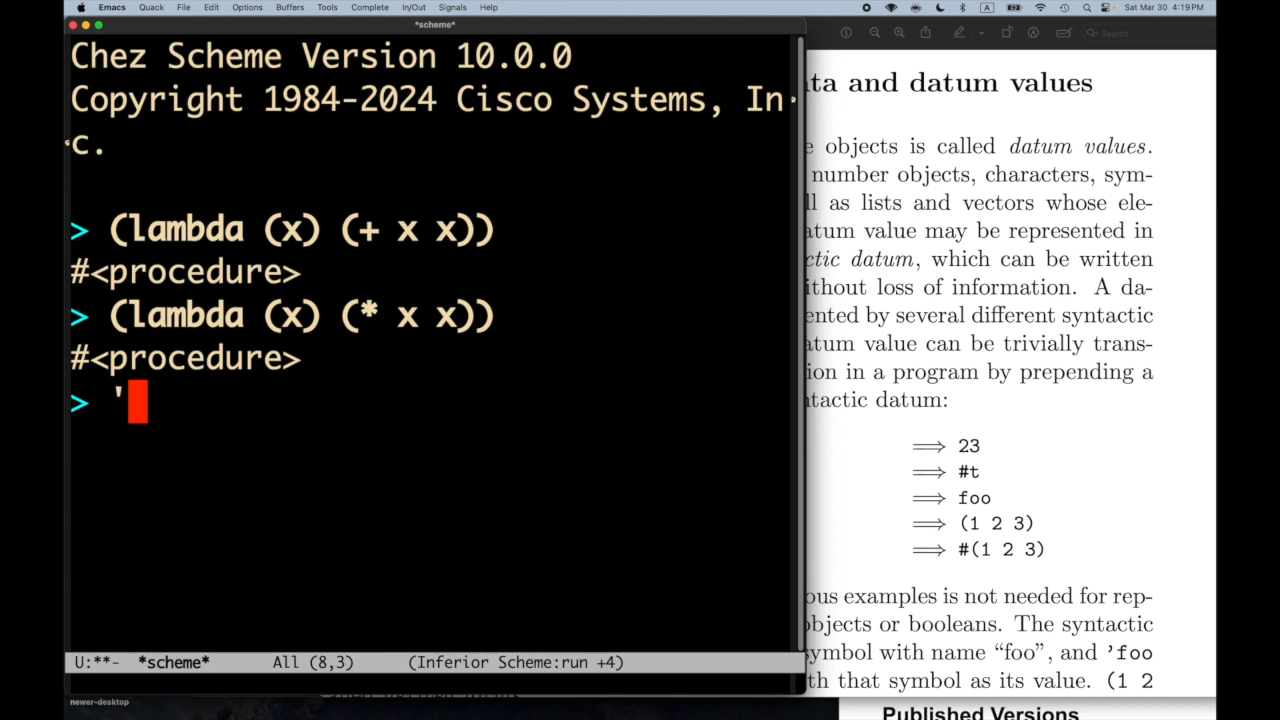 Emacs Quack File Edit Options Buffers Tools Complete In/Out Signals Help
A Sat Mar 30 4:19 PM
*scheme*
Search
Chez Scheme Version 10.0.0
Copyright 1984-2024 Cisco Systems, In
c.
> (lambda (x) (+ x x))
#<procedure>
> (lambda (x) (* x x))
#<procedure>
> '
U:**- *scheme* All (8,3) (Inferior Scheme:run +4)
newer-desktop
ta and datum values
e objects is called datum values.
number objects, characters, sym-
ll as lists and vectors whose ele-
atum value may be represented in
ctic datum, which can be written
ithout loss of information. A da-
ented by several different syntactic
atum value can be trivially trans-
ion in a program by prepending a
ntactic datum:
⟹ 23
⟹ #t
⟹ foo
⟹ (1 2 3)
⟹ #(1 2 3)
ous examples is not needed for rep-
objects or booleans. The syntactic
symbol with name “foo”, and ’foo
th that symbol as its value. (1 2
Published Versions